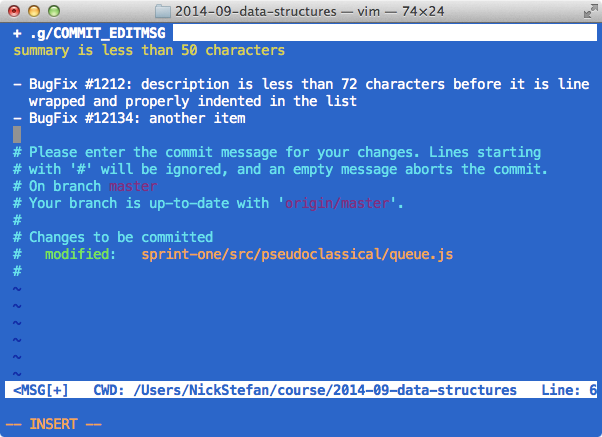 2014-09-data-structures — vim — 74×24
+ .g/COMMIT_EDITMSG
summary is less than 50 characters
- BugFix #1212: description is less than 72 characters before it is line
wrapped and properly indented in the list
- BugFix #12134: another item
# Please enter the commit message for your changes. Lines starting
# with '#' will be ignored, and an empty message aborts the commit.
# On branch master
# Your branch is up-to-date with 'origin/master'.
#
# Changes to be committed
#   modified:   sprint-one/src/pseudoclassical/queue.js
#
~
~
~
~
~
~
<MSG[+]   CWD: /Users/NickStefan/course/2014-09-data-structures   Line: 6
-- INSERT --